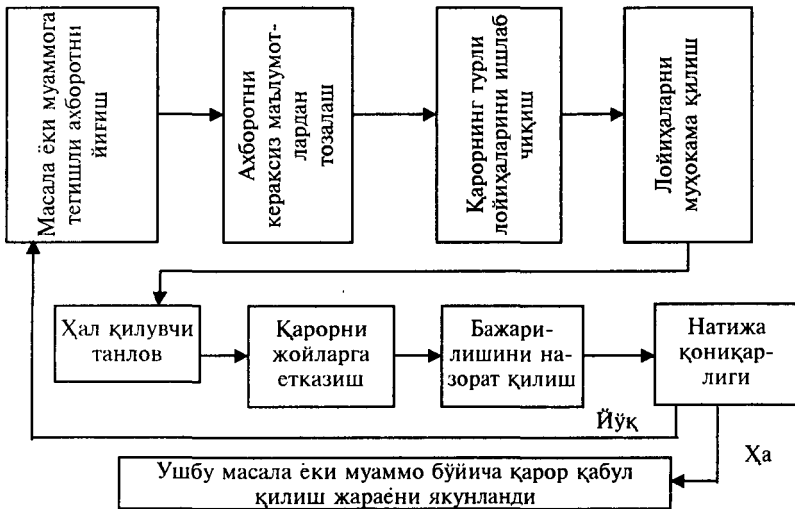 Масала ёки муаммога
тегишли ахборотни
йиғиш
Ахборотни
кераксиз маълумот-
лардан
тозалаш
Қарорнинг турли
лойиҳаларини ишлаб
чиқиш
Лойиҳаларни
муҳокама қилиш
Ҳал қилувчи
танлов
Қарорни
жойларга
етказиш
Бажари-
лишини на-
зорат қилиш
Натижа
қониқар-
лиги
Йўқ
Ҳа
Ушбу масала ёки муаммо бўйича қарор қабул
қилиш жараёни якунланди